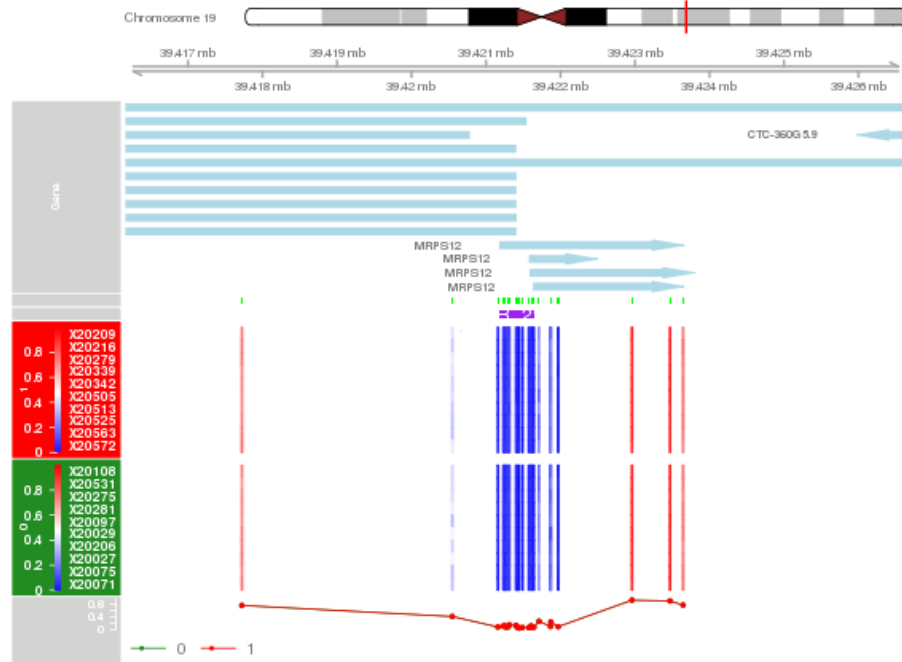 Chromosome 19
39.417 mb 39.419 mb 39.421 mb 39.423 mb 39.425 mb
39.418 mb 39.42 mb 39.422 mb 39.424 mb 39.426 mb
Gene
CTC-360G5.9
MRPS12
MRPS12
MRPS12
MRPS12
1
0.8
0.6
0.4
0.2
0
X20209
X20216
X20279
X20339
X20342
X20505
X20513
X20525
X20563
X20572
0
0.8
0.6
0.4
0.2
0
X20108
X20531
X20275
X20281
X20097
X20029
X20206
X20027
X20075
X20071
0.8
0.4
0
0 1